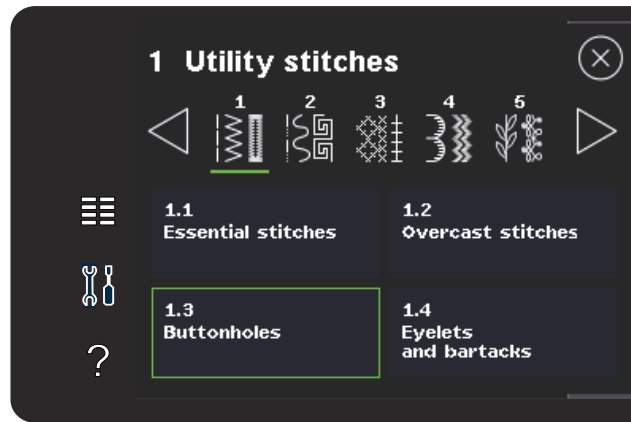 1 Utility stitches
1 2 3 4 5
1.1
Essential stitches
1.2
Overcast stitches
1.3
Buttonholes
1.4
Eyelets
and bartacks
?